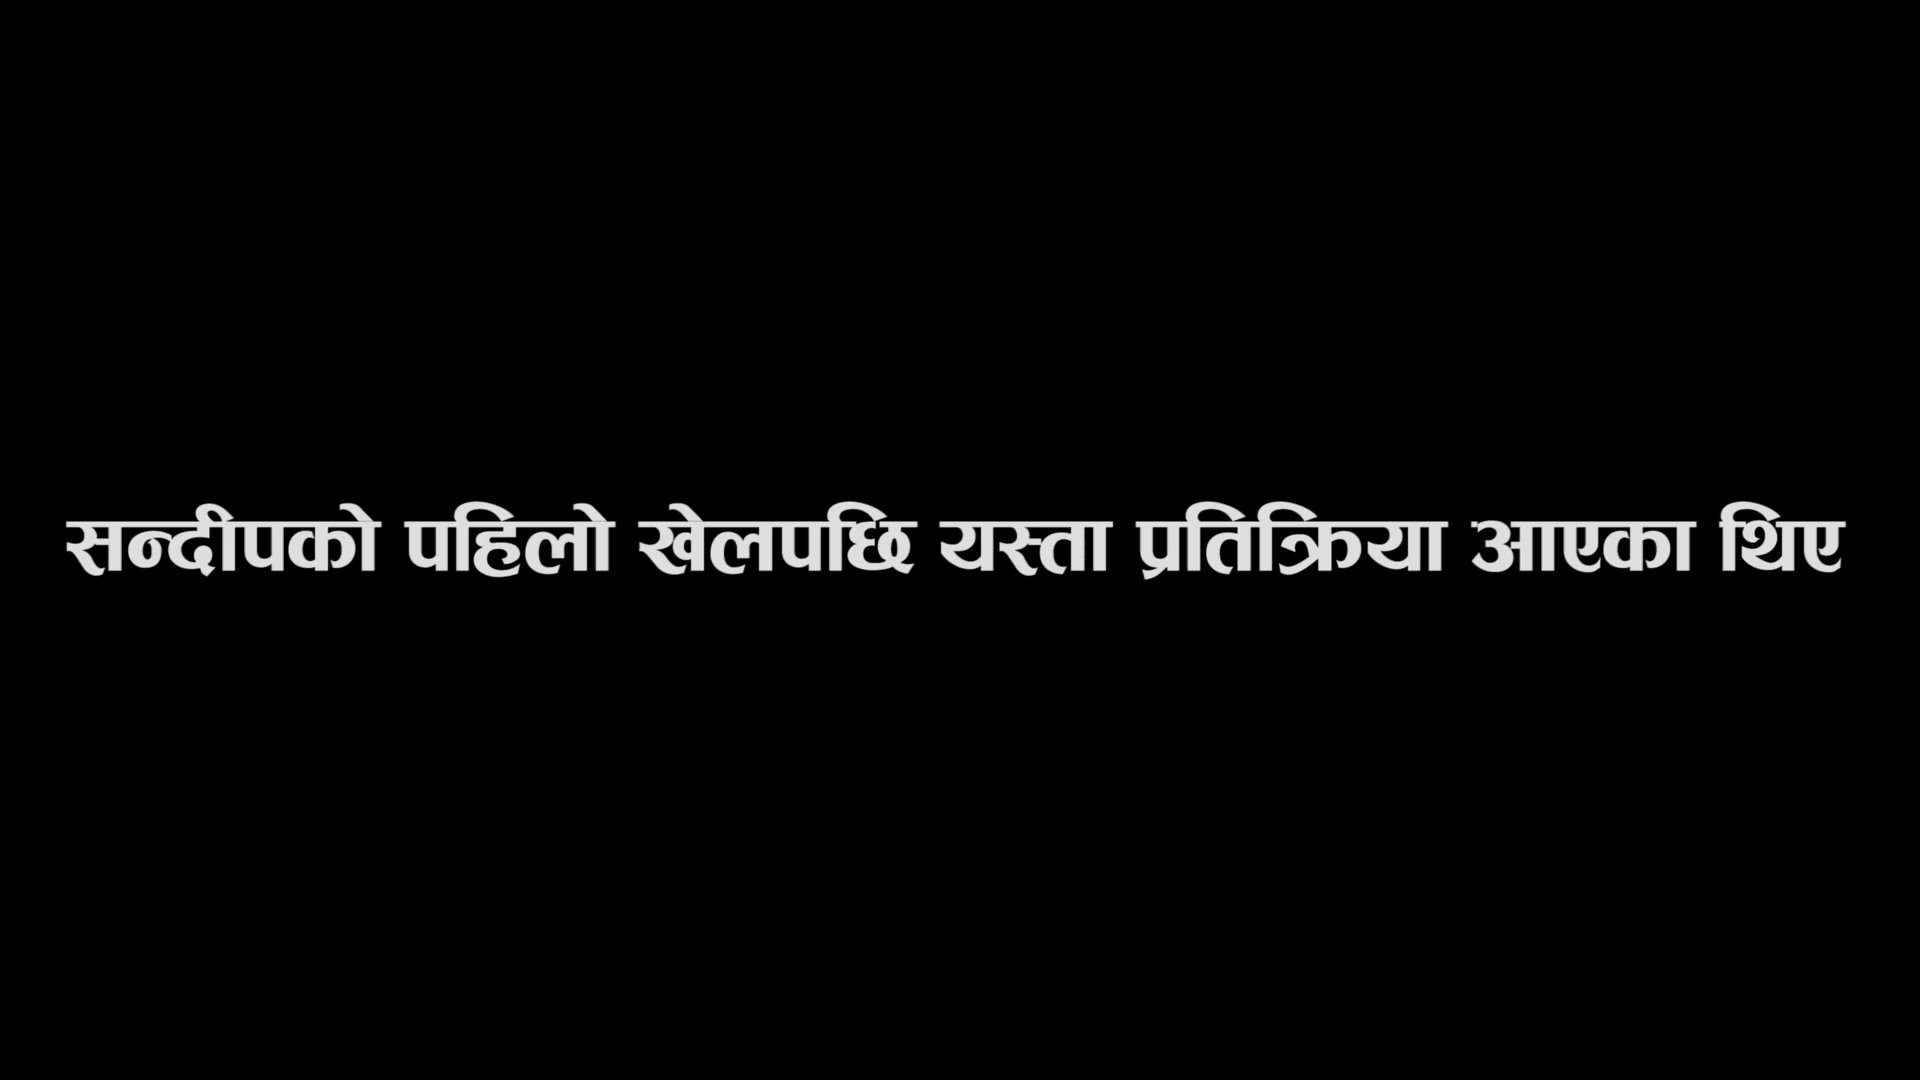 सन्दीपको पहिलो खेलपछि यस्ता प्रतिक्रिया आएका थिए